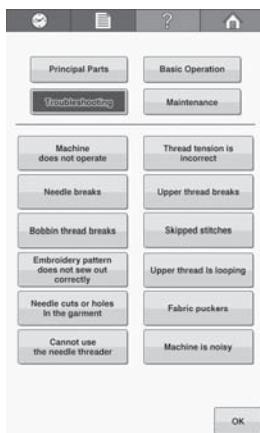 ?
Principal Parts
Basic Operation
Troubleshooting
Maintenance
Machine
does not operate
Thread tension is
incorrect
Needle breaks
Upper thread breaks
Bobbin thread breaks
Skipped stitches
Embroidery pattern
does not sew out
correctly
Upper thread is looping
Needle cuts or holes
in the garment
Fabric puckers
Cannot use
the needle threader
Machine is noisy
OK